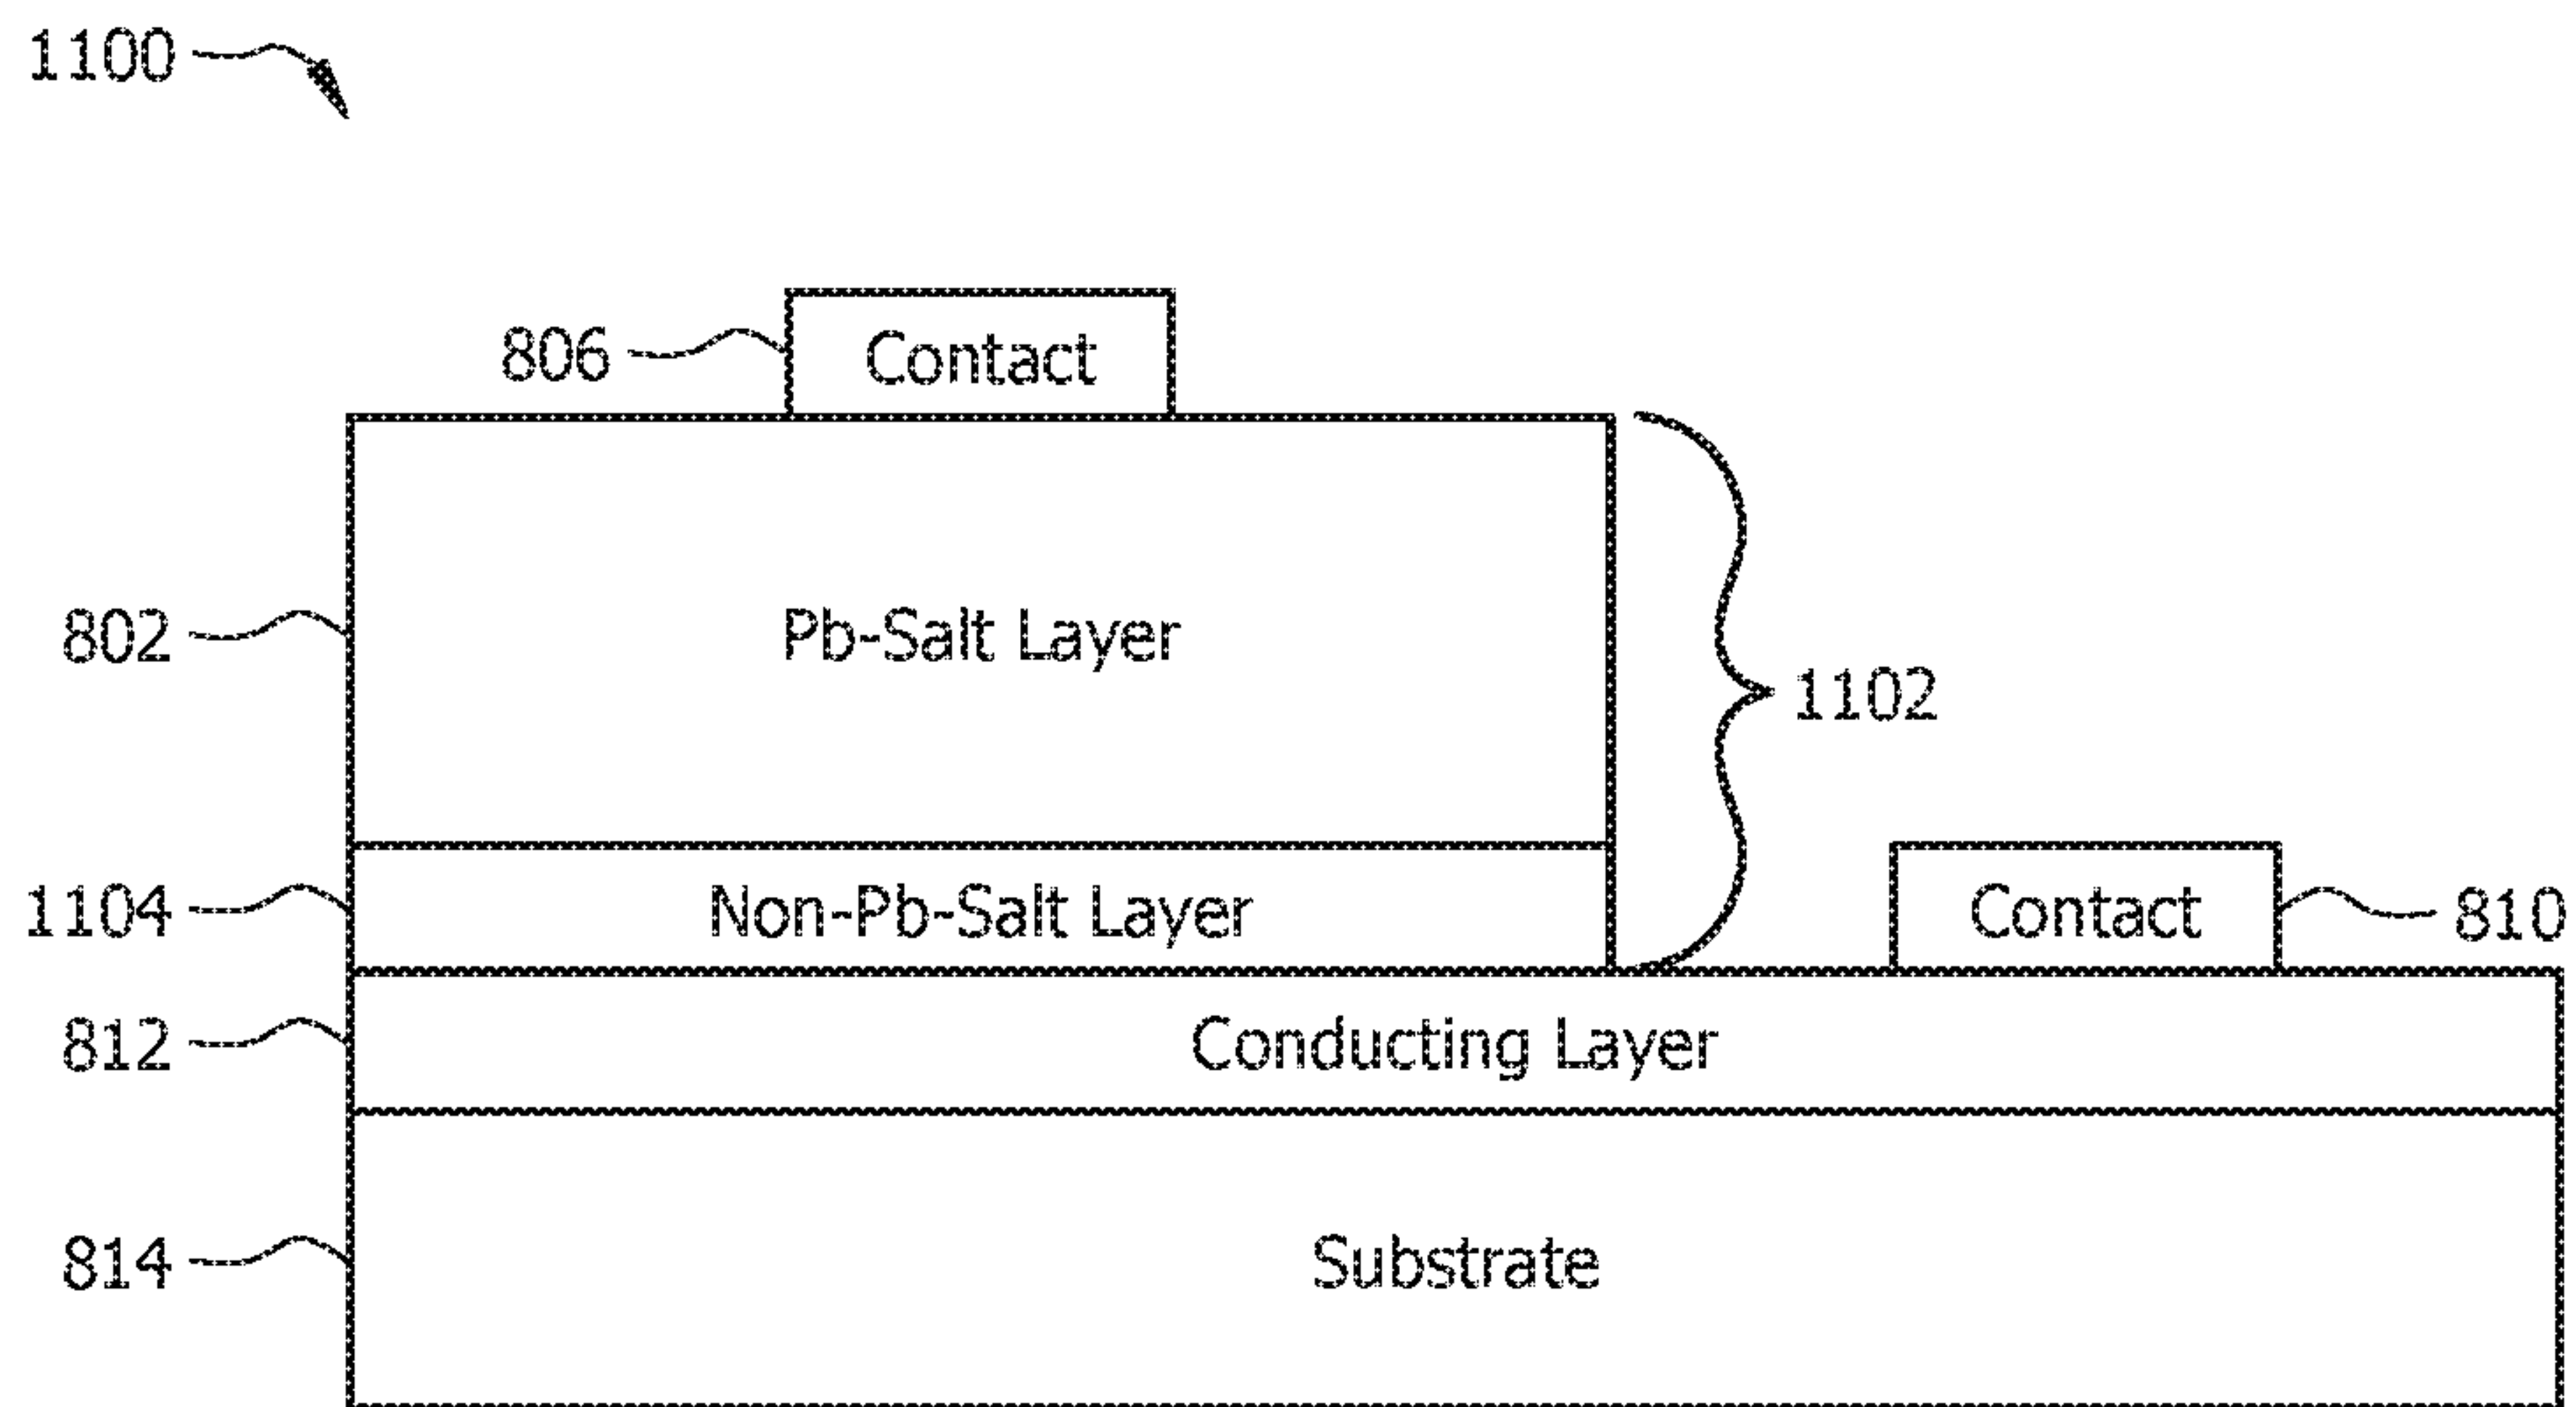 1100
806 Contact
802 Pb-Salt Layer
1102
1104 Non-Pb-Salt Layer
Contact 810
812 Conducting Layer
814 Substrate